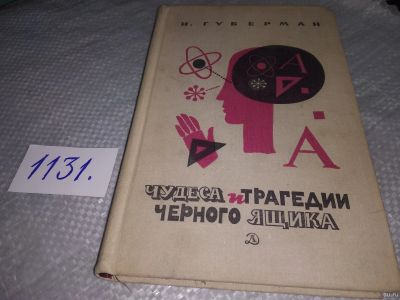 И. ГУБЕРМАН
А
А
1131.
ЧУДЕСА и ТРАГЕДИИ
ЧЕРНОГО ЯЩИКА
Д